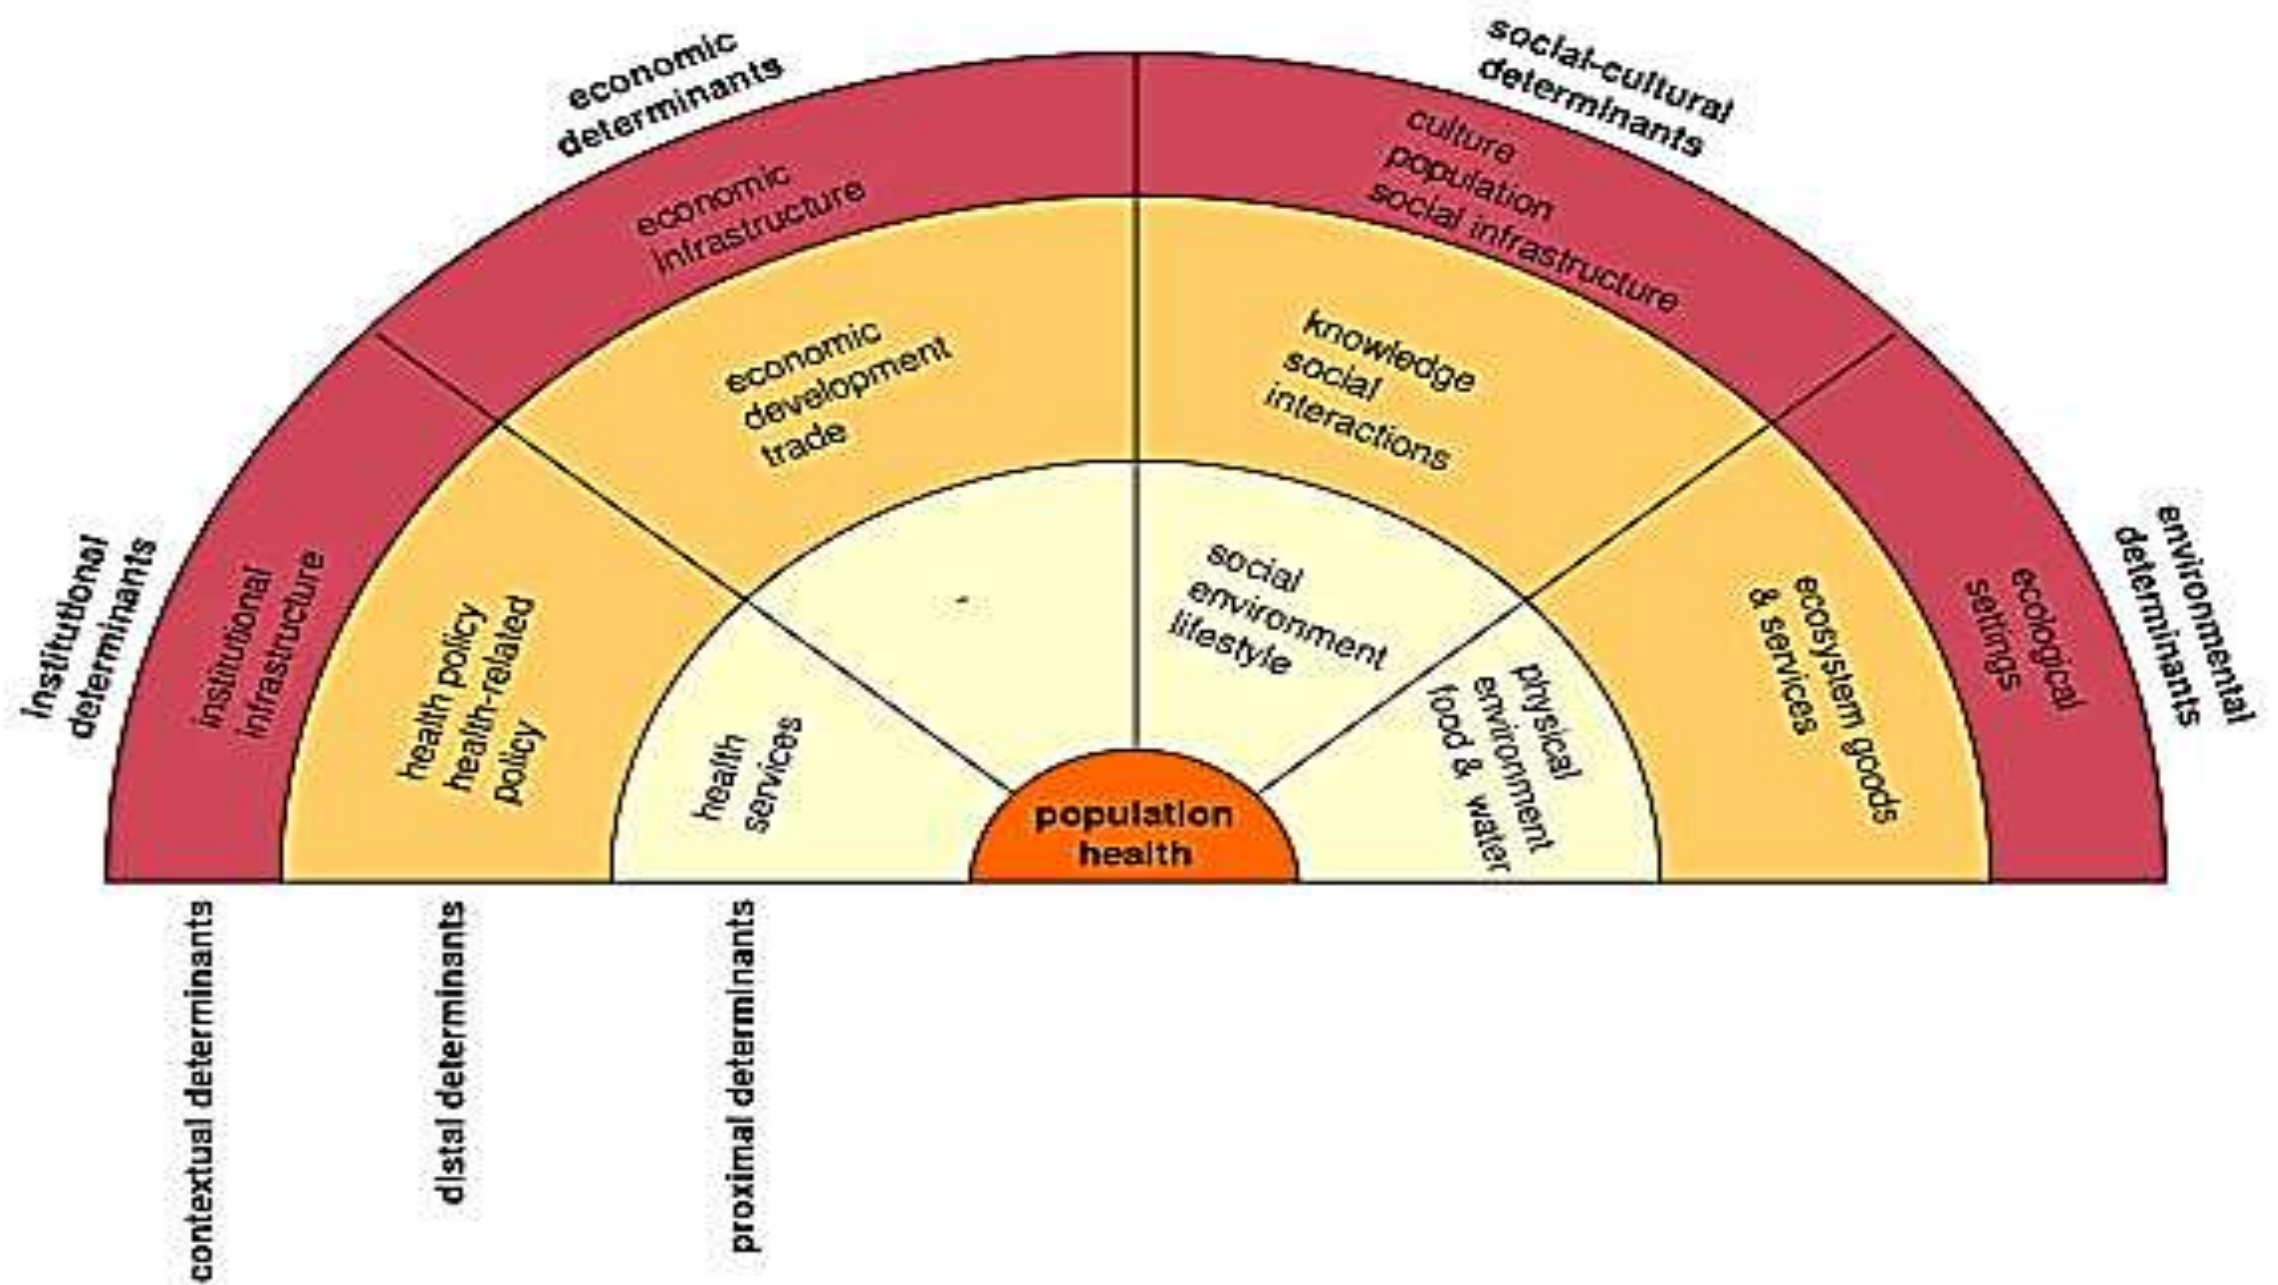 economic
determinants
social-cultural
determinants
institutional
determinants
environmental
determinants
economic
infrastructure
culture
population
social infrastructure
institutional
infrastructure
ecological
settings
economic
development
trade
knowledge
social
interactions
health policy
health-related
policy
ecosystem goods
& services
health
services
social
environment
lifestyle
physical
environment
food & water
population
health
contextual determinants
distal determinants
proximal determinants